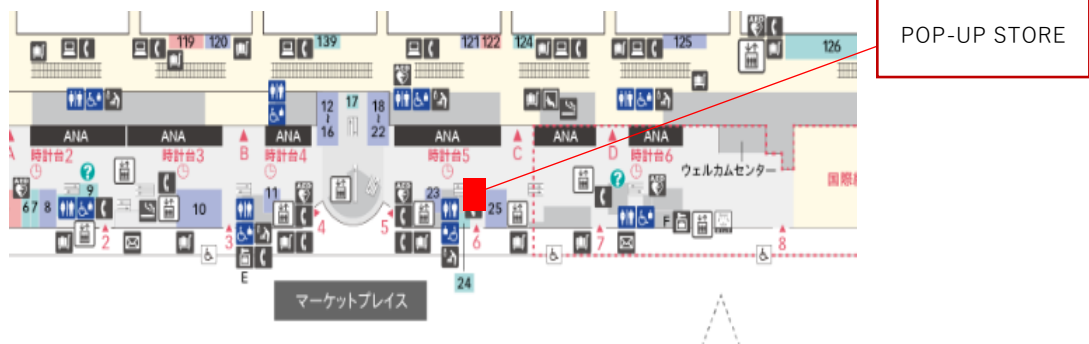 POP-UP STORE
119
120
139
121
122
124
125
126
AED
17
12
~
16
18
~
22
ANA
ANA
ANA
ANA
ANA
ANA
A
B
C
D
時計台2
時計台3
時計台4
時計台5
時計台6
ウェルカムセンター
国際
?
?
9
11
23
6
7
8
10
25
F
2
3
4
5
6
7
8
E
24
マーケットプレイス